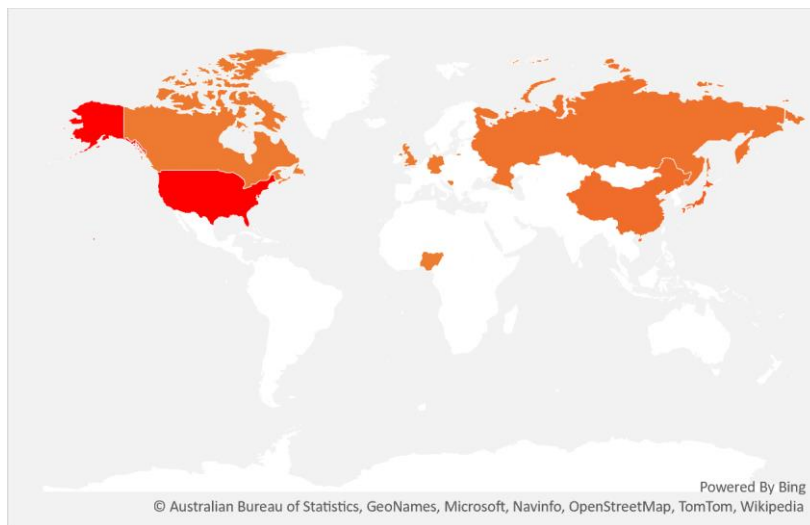 Powered By Bing
© Australian Bureau of Statistics, GeoNames, Microsoft, Navinfo, OpenStreetMap, TomTom, Wikipedia